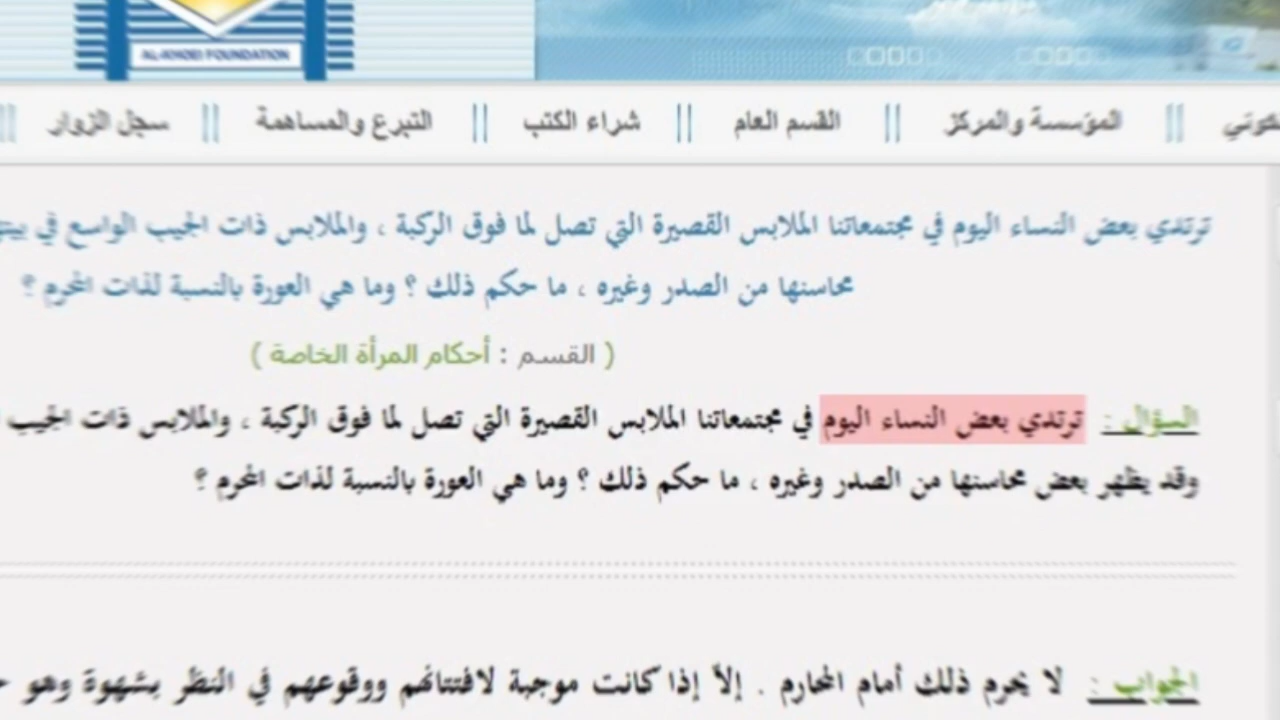 AL-KHOEI FOUNDATION
المؤسسة والمركز || القسم العام || شراء الكتب || التبرع والمساهمة || سجل الزوار
ترتدي بعض النساء اليوم في مجتمعاتنا الملابس القصيرة التي تصل لما فوق الركبة ، والملابس ذات الجيب الواسع في
محاسنها من الصدر وغيره ، ما حكم ذلك ؟ وما هي العورة بالنسبة لذات المحرم ؟
( القسم : أحكام المرأة الخاصة )
السؤال : ترتدي بعض النساء اليوم في مجتمعاتنا الملابس القصيرة التي تصل لما فوق الركبة ، والملابس ذات الجيب
وقد يظهر بعض محاسنها من الصدر وغيره ، ما حكم ذلك ؟ وما هي العورة بالنسبة لذات المحرم ؟
الجواب : لا يحرم ذلك أمام المحارم . إلاّ إذا كانت موجبة لافتتانهم ووقوعهم في النظر بشهوة وهو